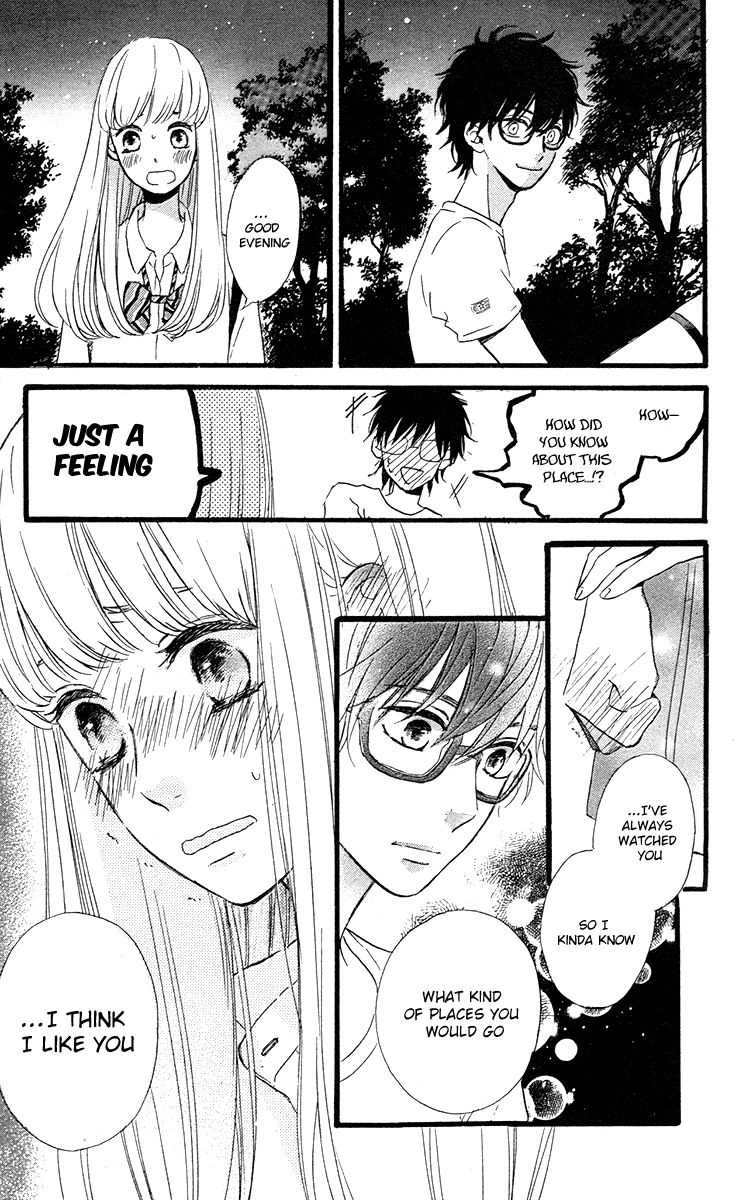 ...
GOOD
EVENING
HOW—
HOW DID
YOU KNOW
ABOUT THIS
PLACE...!?
JUST A
FEELING
...I'VE
ALWAYS
WATCHED
YOU
SO I
KINDA KNOW
WHAT KIND
OF PLACES YOU
WOULD GO
...I THINK
I LIKE YOU